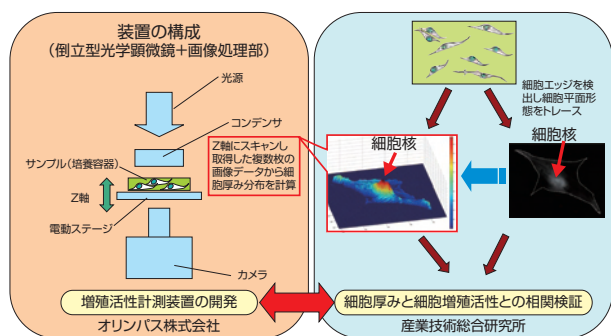 装置の構成
（倒立型光学顕微鏡＋画像処理部）
光源
コンデンサ
サンプル（培養容器）
Z軸
電動ステージ
カメラ
Z軸にスキャンし
取得した複数枚の
画像データから細
胞厚み分布を計算
増殖活性計測装置の開発
オリンパス株式会社
細胞エッジを検
出し細胞平面形
態をトレース
細胞核
細胞核
細胞厚みと細胞増殖活性との相関検証
産業技術総合研究所